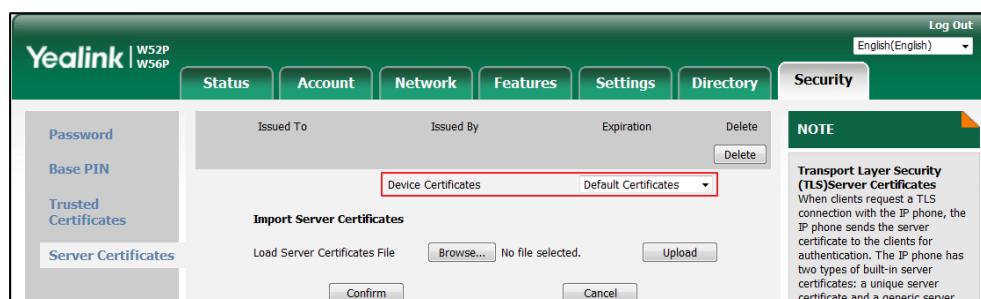 Log Out
Yealink | W52P
W56P
English(English)
Status Account Network Features Settings Directory Security
Password
Base PIN
Trusted
Certificates
Server Certificates
Issued To Issued By Expiration Delete
Delete
Device Certificates Default Certificates
Import Server Certificates
Load Server Certificates File Browse... No file selected. Upload
Confirm Cancel
NOTE
Transport Layer Security
(TLS)Server Certificates
When clients request a TLS
connection with the IP phone, the
IP phone sends the server
certificate to the clients for
authentication. The IP phone has
two types of built-in server
certificates: a unique server
certificate and a generic server